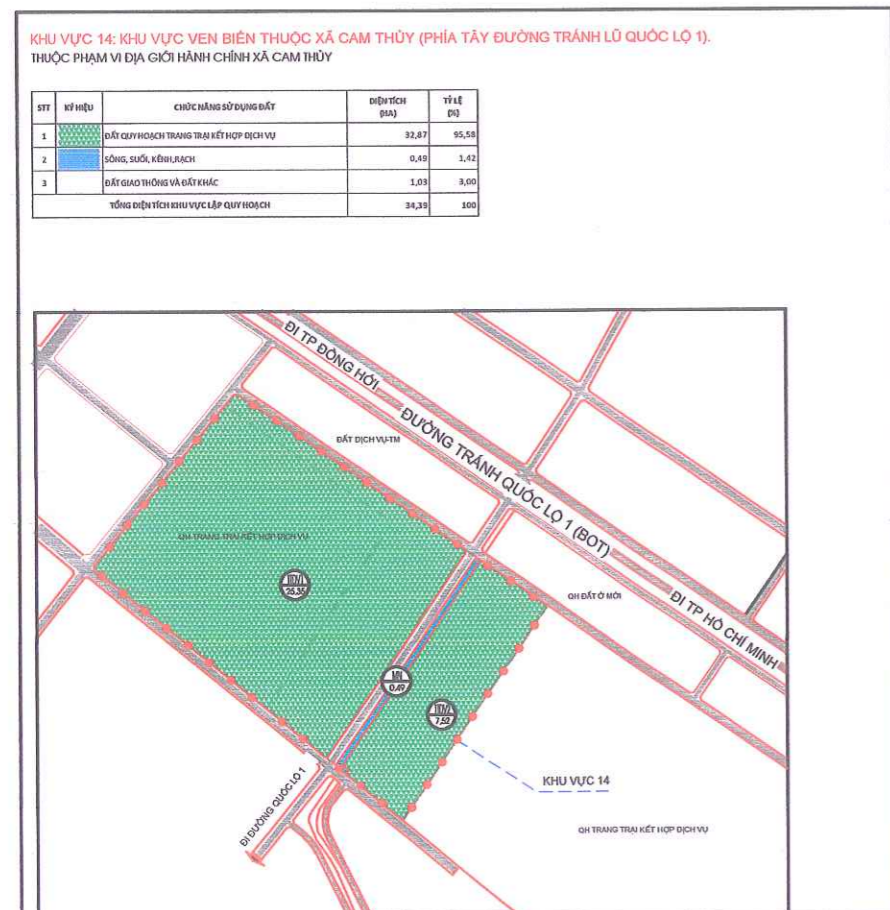 KHU VỰC 14: KHU VỰC VEN BIỂN THUỘC XÃ CAM THỦY (PHÍA TÂY ĐƯỜNG TRÁNH LŨ QUỐC LỘ 1).
THUỘC PHẠM VI ĐỊA GIỚI HÀNH CHÍNH XÃ CAM THỦY
STT KÝ HIỆU CHỨC NĂNG SỬ DỤNG ĐẤT DIỆN TÍCH (HA) TỶ LỆ (%)
1 ĐẤT QUY HOẠCH TRANG TRẠI KẾT HỢP DỊCH VỤ 32,87 95,58
2 SÔNG, SUỐI, KÊNH, RẠCH 0,49 1,42
3 ĐẤT GIAO THÔNG VÀ ĐẤT KHÁC 1,03 3,00
TỔNG DIỆN TÍCH KHU VỰC LẬP QUY HOẠCH 34,39 100
ĐI TP ĐỒNG HỚI
ĐƯỜNG TRÁNH QUỐC LỘ 1 (BOT)
ĐI TP HỒ CHÍ MINH
ĐẤT DỊCH VỤ-TM
QH TRANG TRẠI KẾT HỢP DỊCH VỤ
25,35
QH ĐẤT Ở MỚI
MN
0,49
7,52
KHU VỰC 14
ĐI ĐƯỜNG QUỐC LỘ 1
QH TRANG TRẠI KẾT HỢP DỊCH VỤ